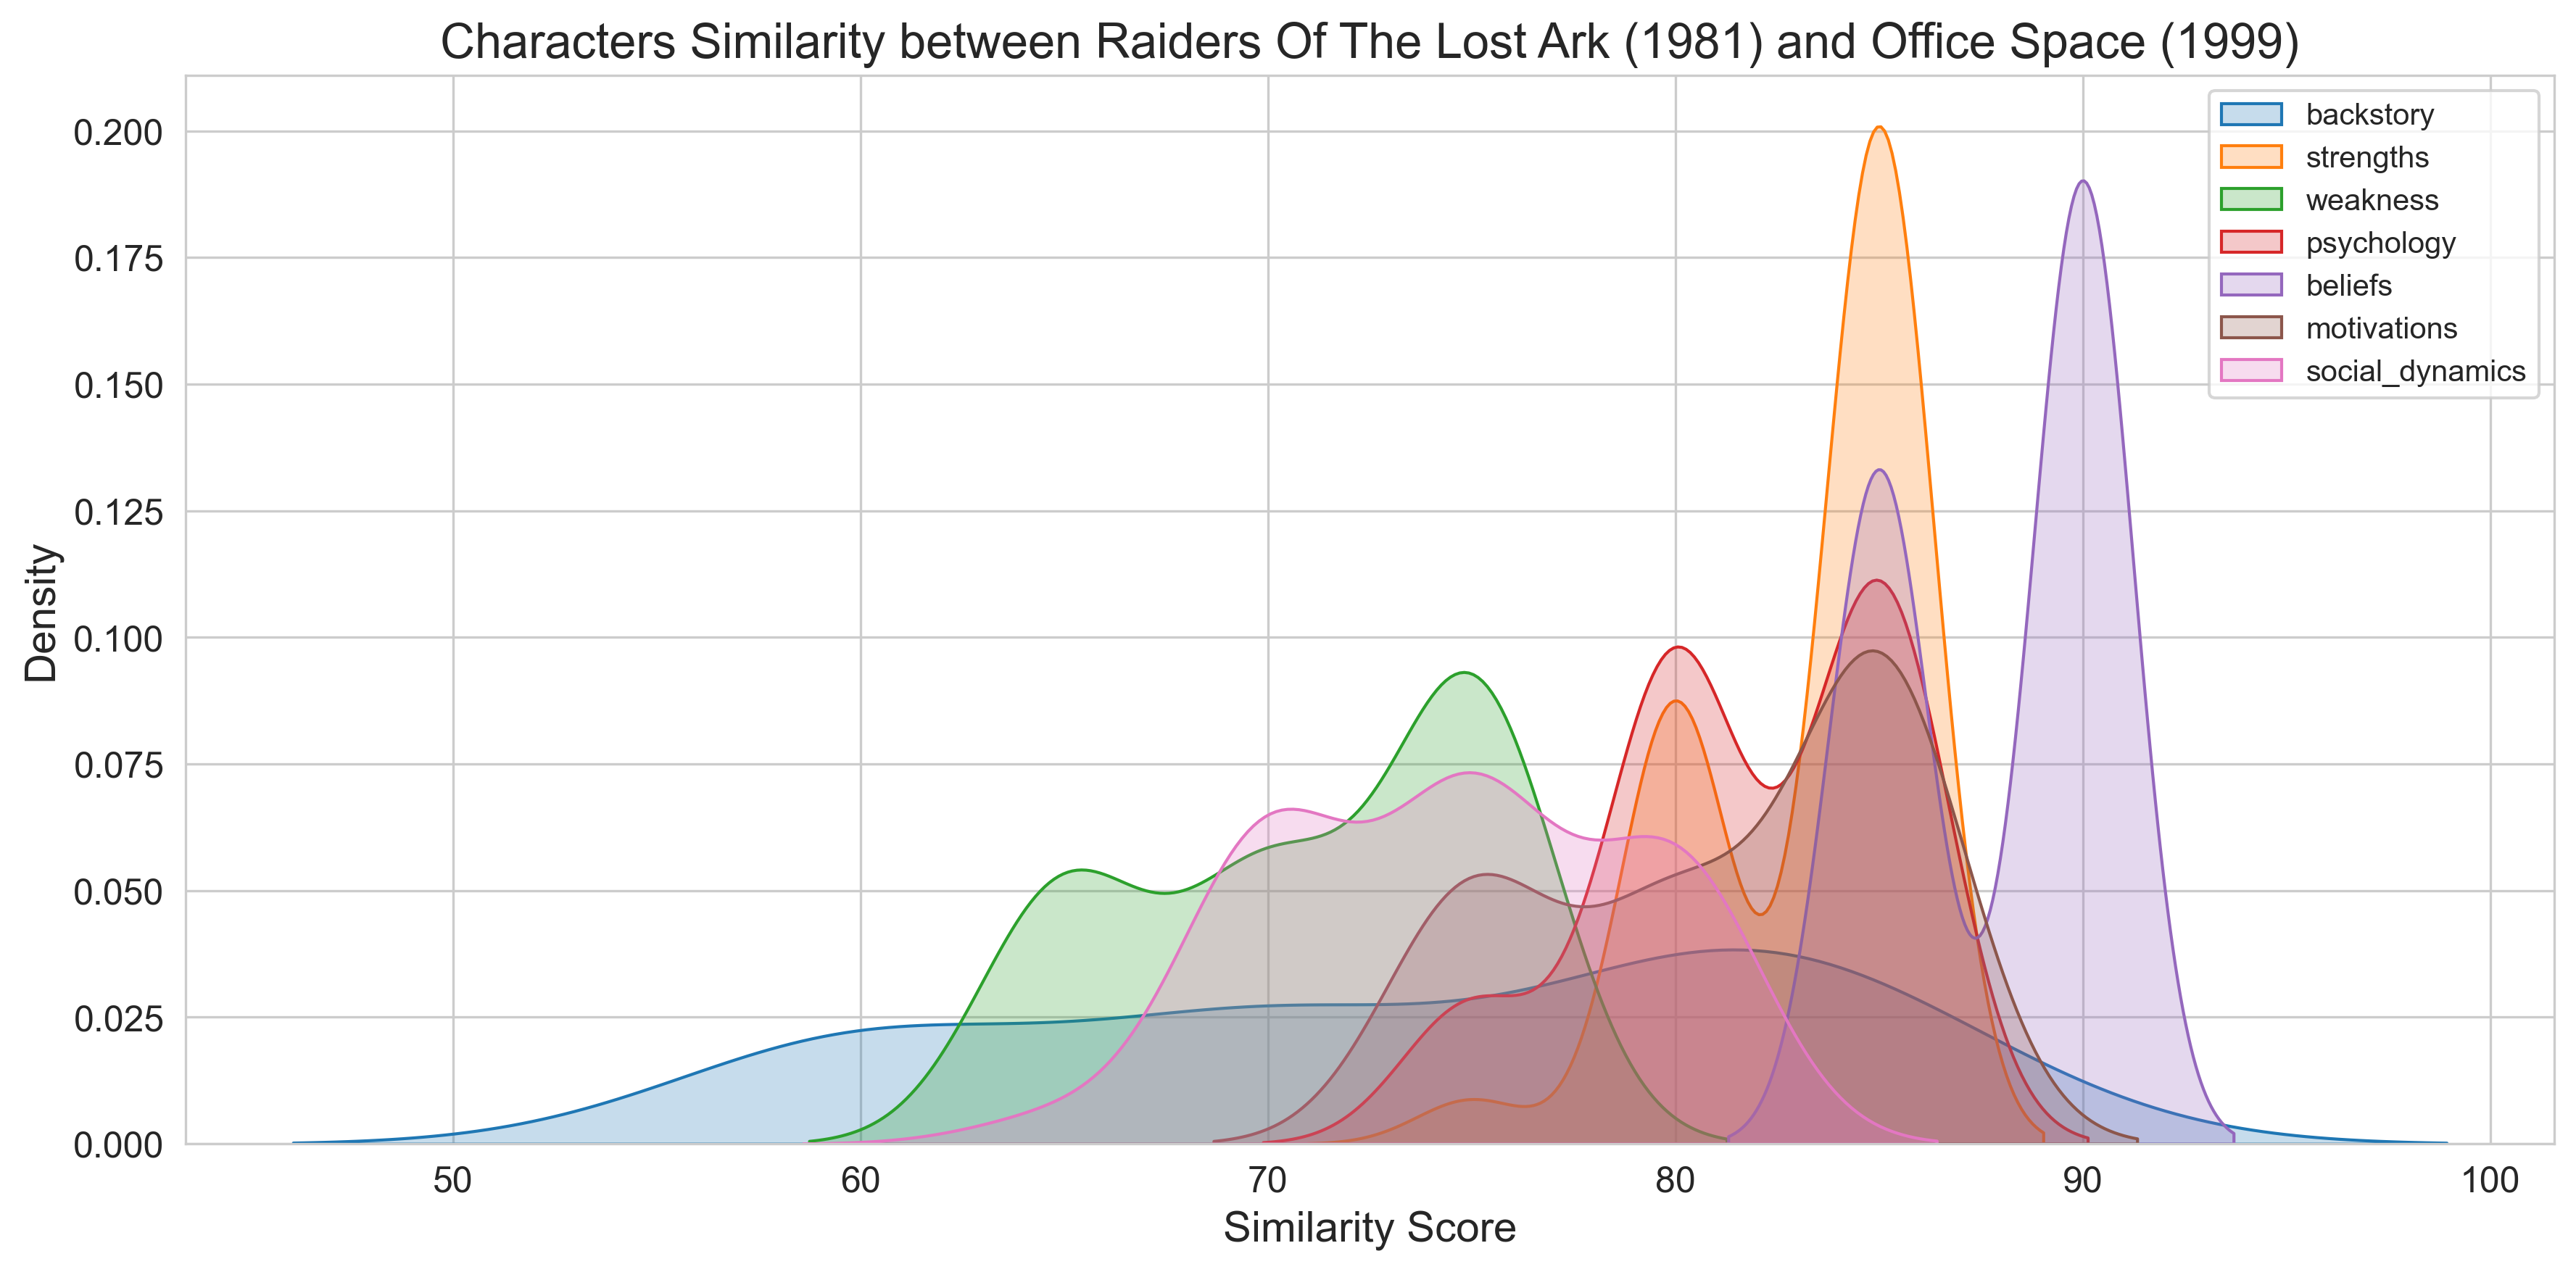 Characters Similarity between Raiders Of The Lost Ark (1981) and Office Space (1999)
backstory
strengths
weakness
psychology
beliefs
motivations
social_dynamics
0.200
0.175
0.150
0.125
0.100
0.075
0.050
0.025
0.000
Density
50 60 70 80 90 100
Similarity Score